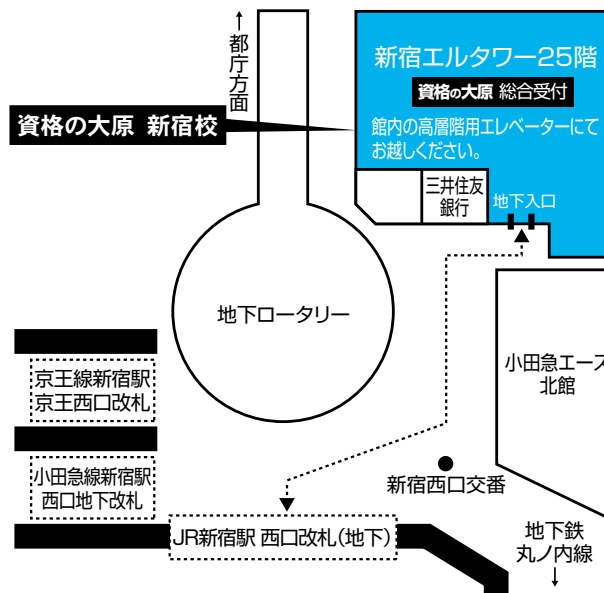 ←都庁方面
新宿エルタワー25階
資格の大原 総合受付
館内の高層階用エレベーターにて
お越しください。
資格の大原 新宿校
三井住友
銀行
地下入口
地下ロータリー
小田急エース
北館
京王線新宿駅
京王西口改札
小田急線新宿駅
西口地下改札
新宿西口交番
JR新宿駅 西口改札(地下)
地下鉄
丸ノ内線
↓